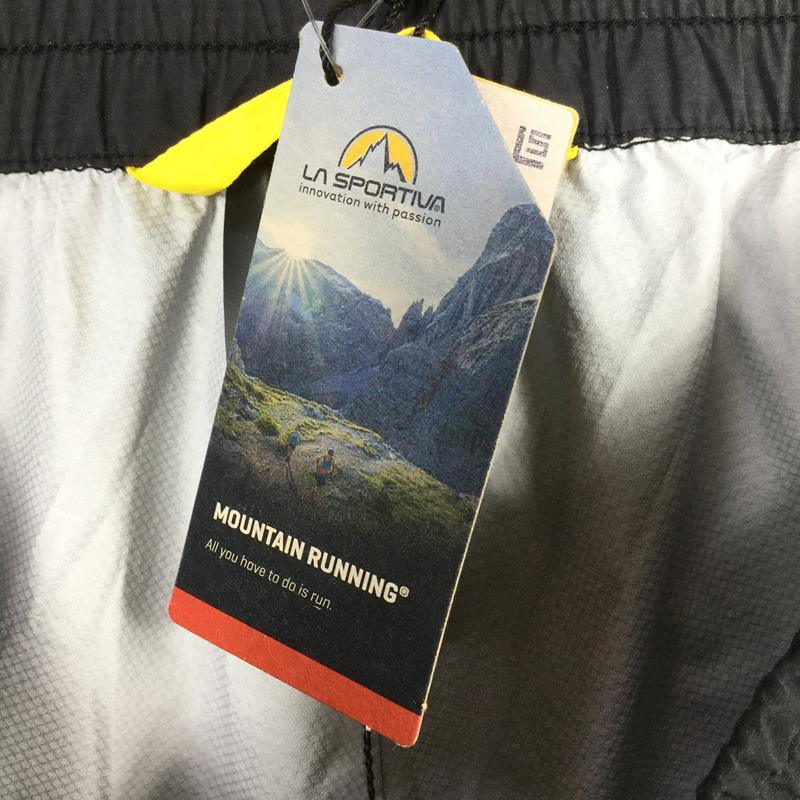 LA SPORTIVA®
innovation with passion
MOUNTAIN RUNNING®
All you have to do is run.